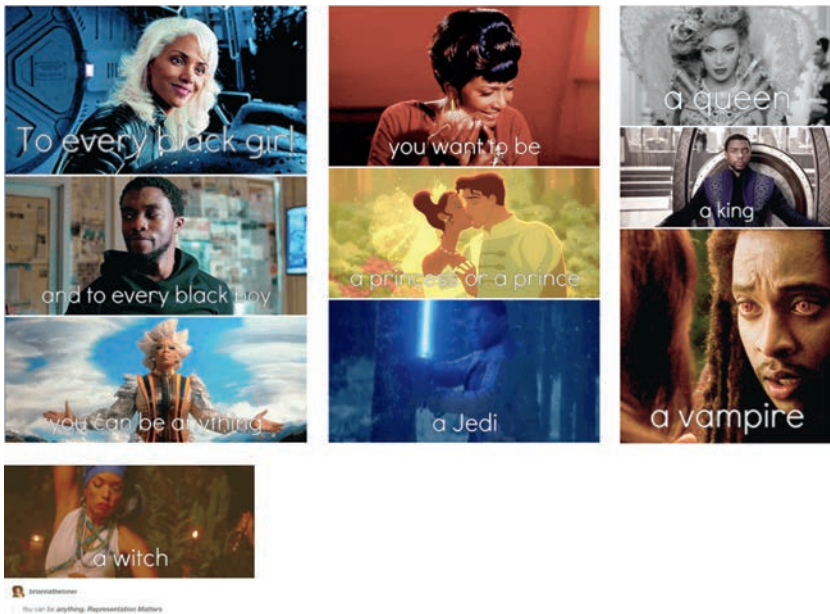 To every black girl
and to every black boy
you can be anything
you want to be
a princess or a prince
a Jedi
a queen
a king
a vampire
a witch
You can be anything. Representation Matters